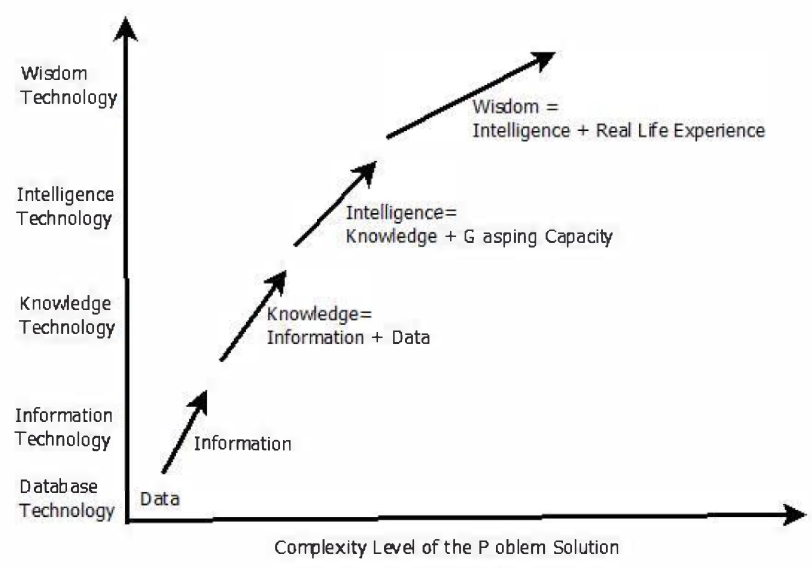 Wisdom
Technology
Wisdom =
Intelligence + Real Life Experience
Intelligence
Technology
Intelligence=
Knowledge + G asping Capacity
Knowledge
Technology
Knowledge=
Information + Data
Information
Technology
Information
Database
Technology
Data
Complexity Level of the P oblem Solution